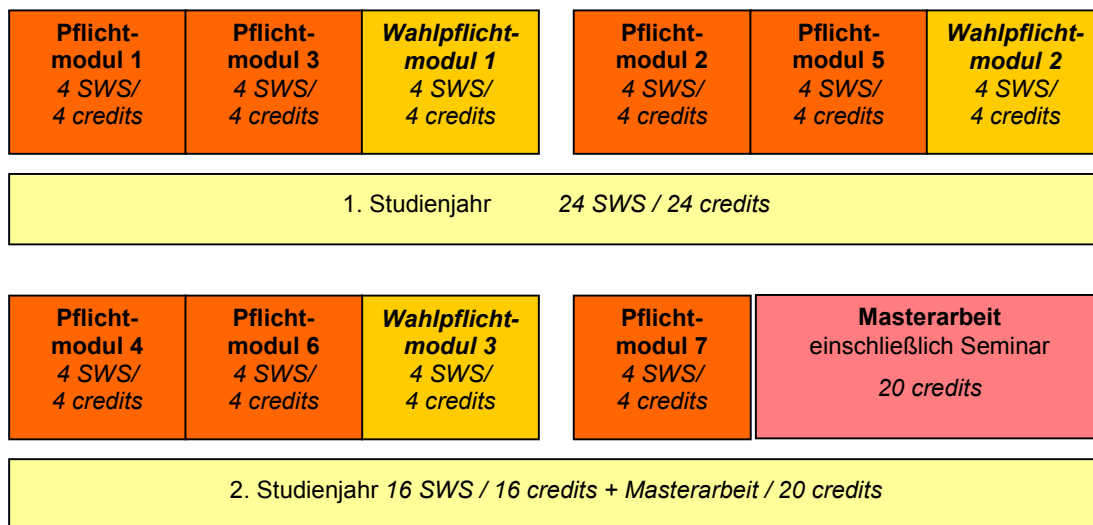 Pflicht-
modul 1
4 SWS/
4 credits
Pflicht-
modul 3
4 SWS/
4 credits
Wahlpflicht-
modul 1
4 SWS/
4 credits
Pflicht-
modul 2
4 SWS/
4 credits
Pflicht-
modul 5
4 SWS/
4 credits
Wahlpflicht-
modul 2
4 SWS/
4 credits
1. Studienjahr 24 SWS / 24 credits
Pflicht-
modul 4
4 SWS/
4 credits
Pflicht-
modul 6
4 SWS/
4 credits
Wahlpflicht-
modul 3
4 SWS/
4 credits
Pflicht-
modul 7
4 SWS/
4 credits
Masterarbeit
einschließlich Seminar
20 credits
2. Studienjahr 16 SWS / 16 credits + Masterarbeit / 20 credits